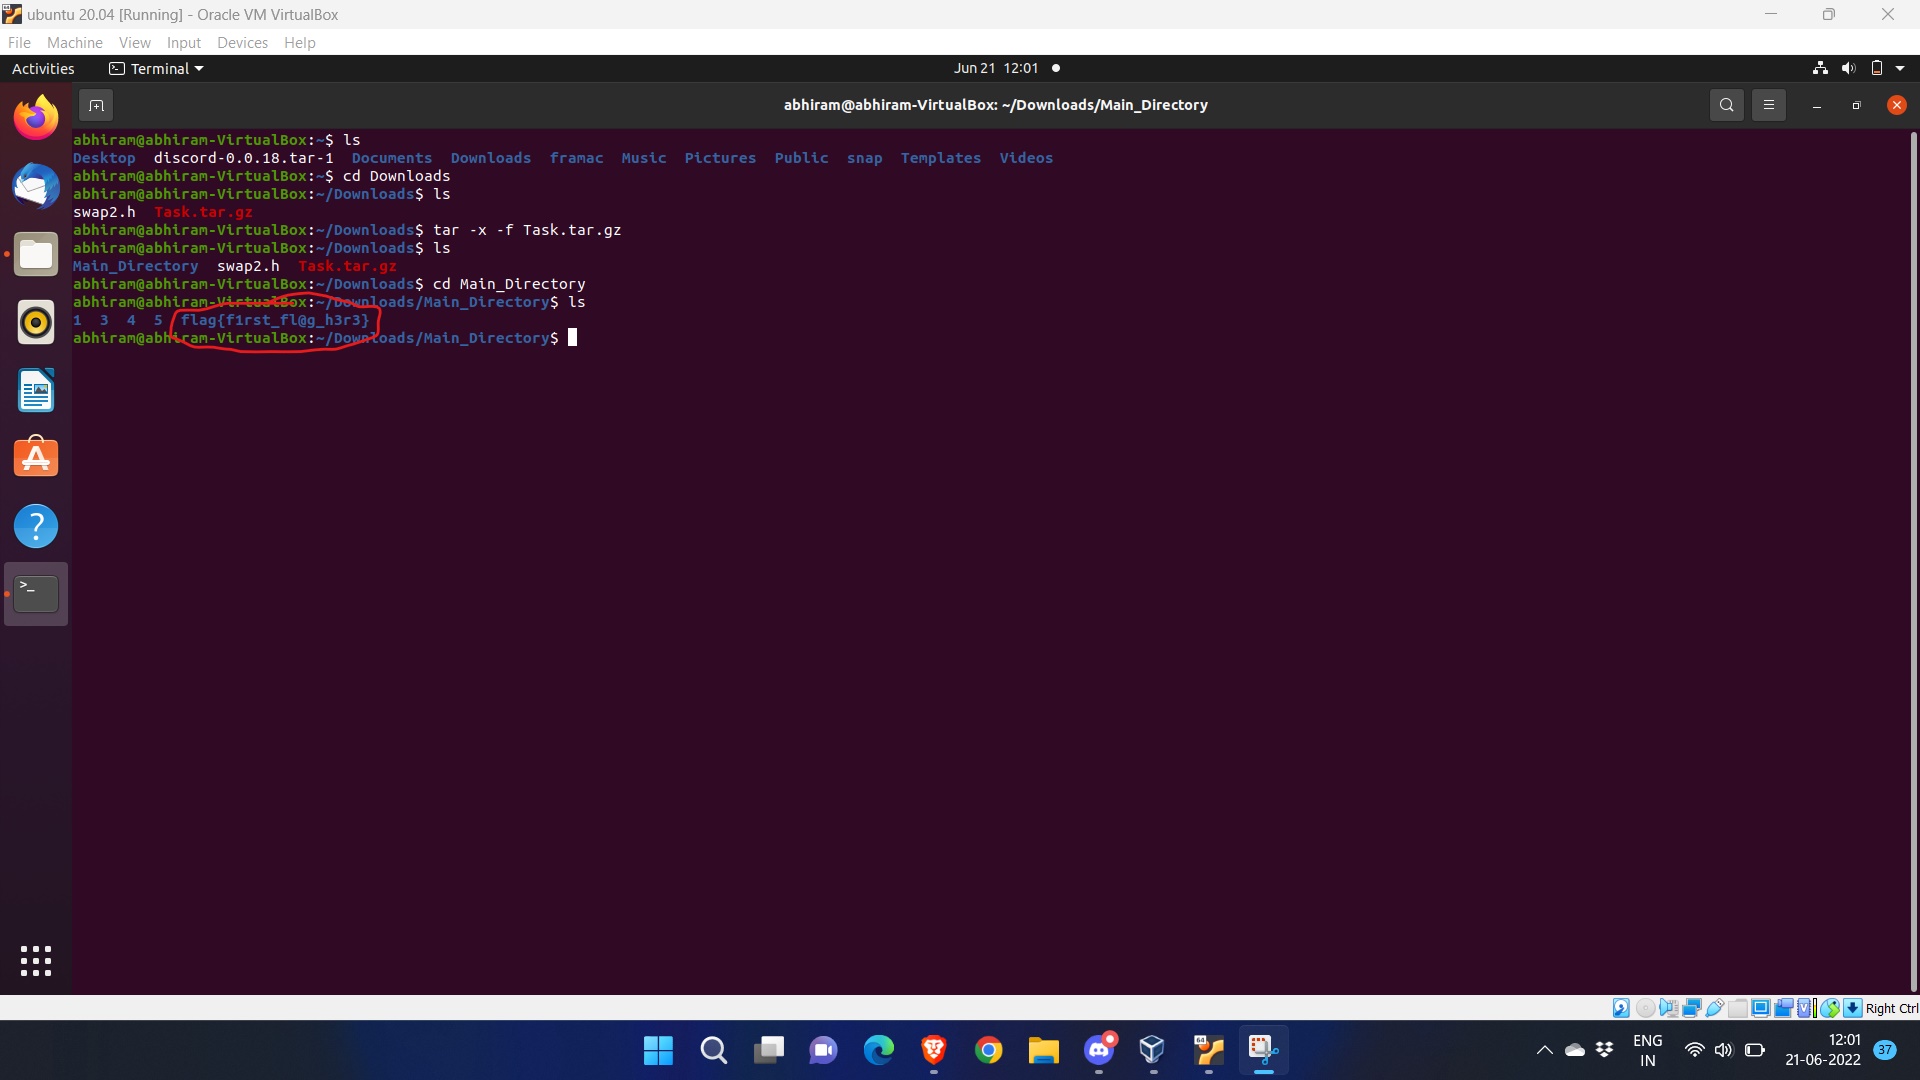 ubuntu 20.04 [Running] - Oracle VM VirtualBox
File Machine View Input Devices Help
Activities Terminal Jun 21 12:01
abhiram@abhiram-VirtualBox: ~/Downloads/Main_Directory
abhiram@abhiram-VirtualBox:~$ ls
Desktop discord-0.0.18.tar-1 Documents Downloads framac Music Pictures Public snap Templates Videos
abhiram@abhiram-VirtualBox:~$ cd Downloads
abhiram@abhiram-VirtualBox:~/Downloads$ ls
swap2.h Task.tar.gz
abhiram@abhiram-VirtualBox:~/Downloads$ tar -x -f Task.tar.gz
abhiram@abhiram-VirtualBox:~/Downloads$ ls
Main_Directory swap2.h Task.tar.gz
abhiram@abhiram-VirtualBox:~/Downloads$ cd Main_Directory
abhiram@abhiram-VirtualBox:~/Downloads/Main_Directory$ ls
1 3 4 5 flag{f1rst_fl@g_h3r3}
abhiram@abhiram-VirtualBox:~/Downloads/Main_Directory$
Right Ctrl
ENG
IN
12:01
21-06-2022
37